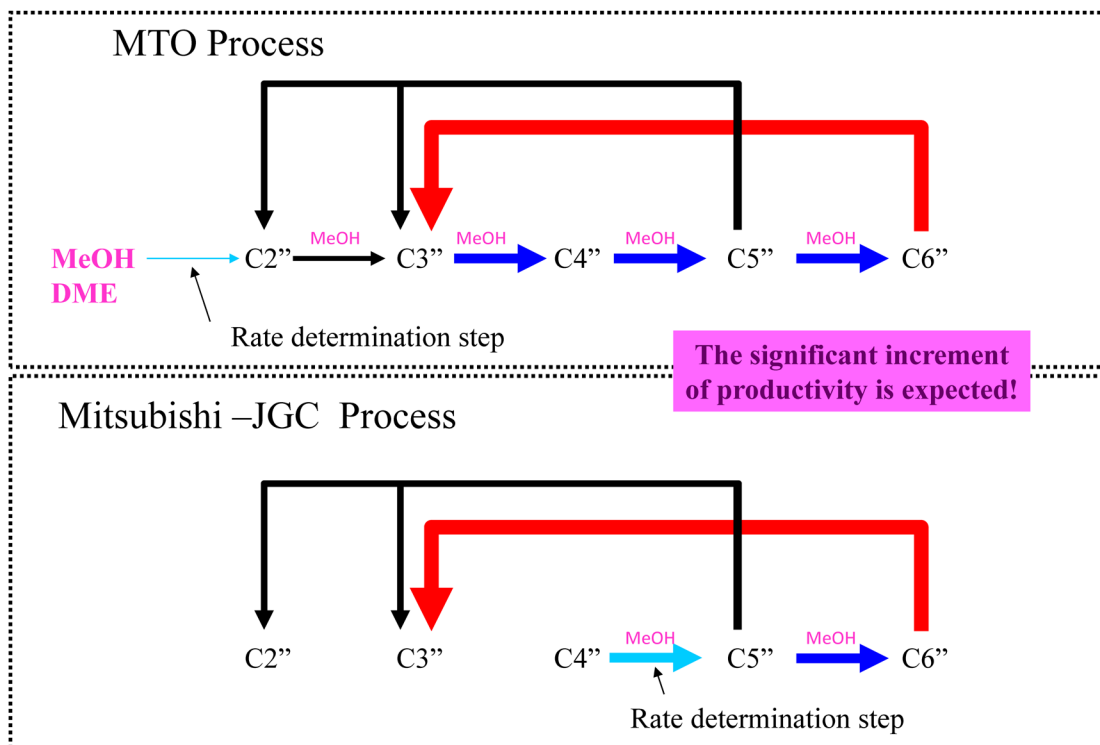 MTO Process
MeOH
DME
C2”
MeOH
C3”
MeOH
C4”
MeOH
C5”
MeOH
C6”
Rate determination step
The significant increment
of productivity is expected!
Mitsubishi –JGC Process
C2”
C3”
C4”
MeOH
C5”
MeOH
C6”
Rate determination step